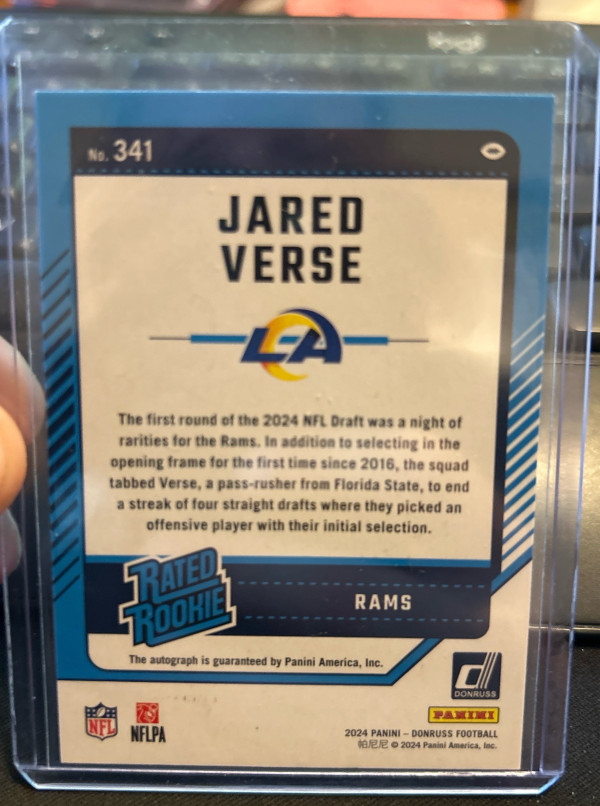 No. 341
JARED
VERSE
LA
The first round of the 2024 NFL Draft was a night of
rarities for the Rams. In addition to selecting in the
opening frame for the first time since 2016, the squad
tabbed Verse, a pass-rusher from Florida State, to end
a streak of four straight drafts where they picked an
offensive player with their initial selection.
RATED
ROOKIE
RAMS
The autograph is guaranteed by Panini America, Inc.
DONRUSS
PANINI
NFL
NFLPA
2024 PANINI – DONRUSS FOOTBALL
帕尼尼 © 2024 Panini America, Inc.